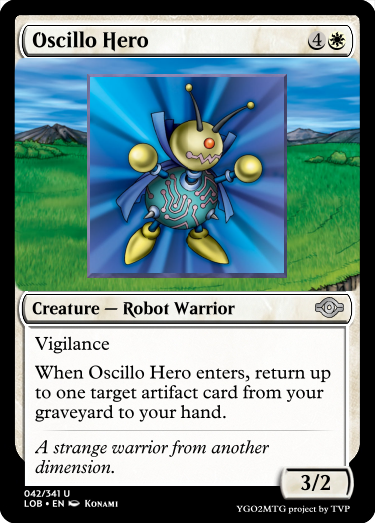 Oscillo Hero 4
Creature — Robot Warrior
Vigilance
When Oscillo Hero enters, return up
to one target artifact card from your
graveyard to your hand.
A strange warrior from another
dimension.
3/2
042/341 U
LOB • EN Konami
YGO2MTG project by TVP